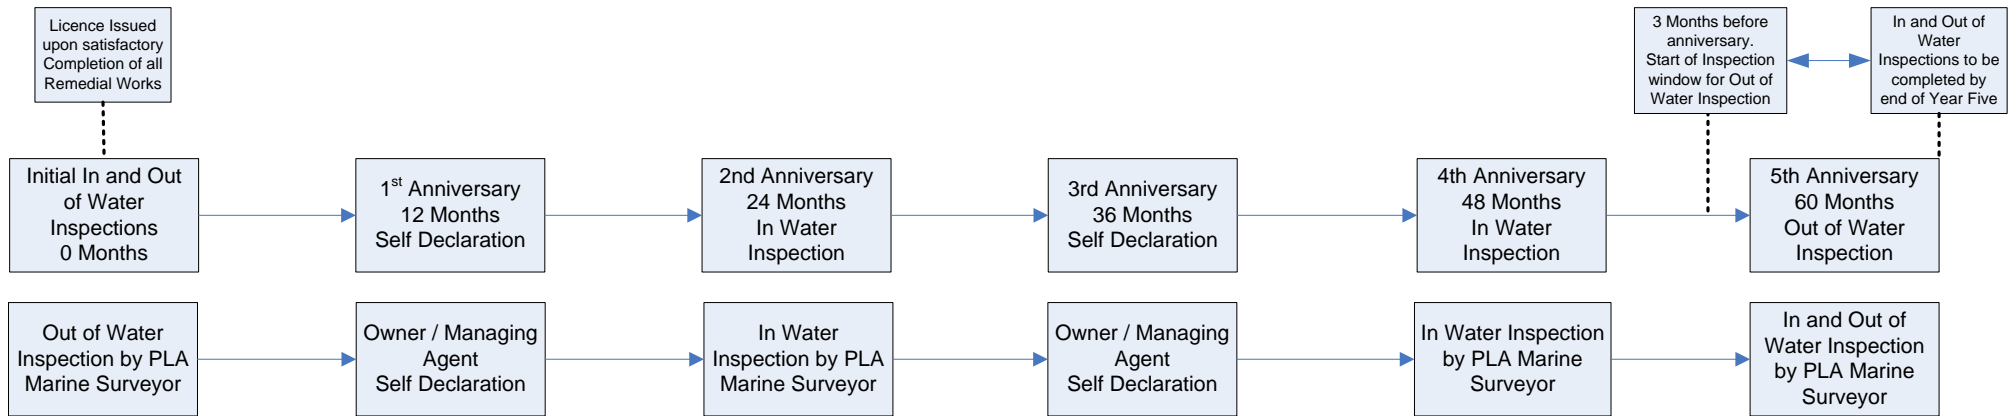 Licence Issued
upon satisfactory
Completion of all
Remedial Works
3 Months before
anniversary.
Start of Inspection
window for Out of
Water Inspection
In and Out of
Water
Inspections to be
completed by
end of Year Five
Initial In and Out
of Water
Inspections
0 Months
1st Anniversary
12 Months
Self Declaration
2nd Anniversary
24 Months
In Water
Inspection
3rd Anniversary
36 Months
Self Declaration
4th Anniversary
48 Months
In Water
Inspection
5th Anniversary
60 Months
Out of Water
Inspection
Out of Water
Inspection by PLA
Marine Surveyor
Owner / Managing
Agent
Self Declaration
In Water
Inspection by PLA
Marine Surveyor
Owner / Managing
Agent
Self Declaration
In Water Inspection
by PLA Marine
Surveyor
In and Out of
Water Inspection
by PLA Marine
Surveyor